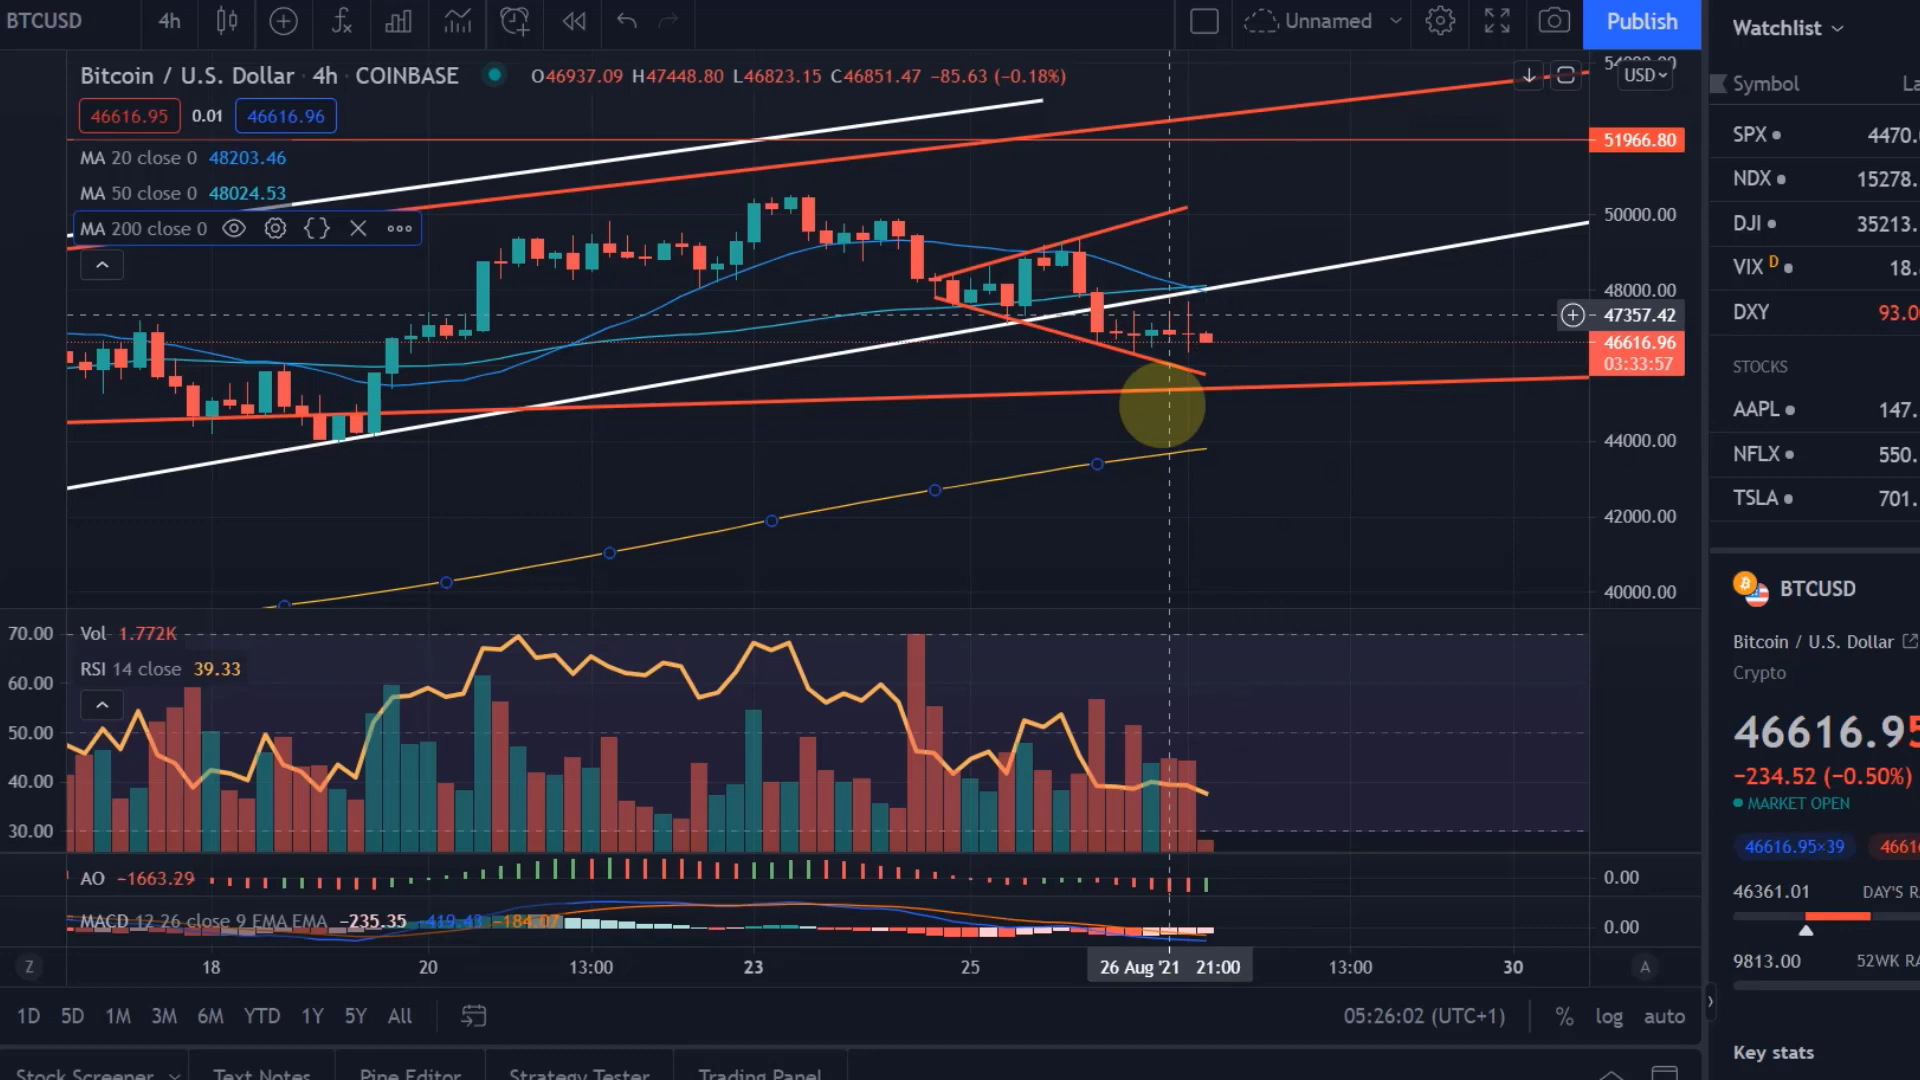 BTCUSD 4h Unnamed Publish
Bitcoin / U.S. Dollar · 4h · COINBASE O46937.09 H47448.80 L46823.15 C46851.47 −85.63 (−0.18%)
46616.95 0.01 46616.96
MA 20 close 0 48203.46
MA 50 close 0 48024.53
MA 200 close 0
USD
51966.80
50000.00
48000.00
47357.42
46616.96
03:33:57
44000.00
42000.00
40000.00
Vol 1.772K
RSI 14 close 39.33
70.00
60.00
50.00
40.00
30.00
AO −1663.29 0.00
MACD 12 26 close 9 EMA EMA −235.35 −419.43 −184.07 0.00
Z 18 20 13:00 23 25 26 Aug '21 21:00 13:00 30 A
1D 5D 1M 3M 6M YTD 1Y 5Y All 05:26:02 (UTC+1) % log auto
Stock Screener Text Notes Pine Editor Strategy Tester Trading Panel
Watchlist
Symbol
SPX 4470.
NDX 15278.
DJI 35213.
VIX D 18.
DXY 93.0
STOCKS
AAPL 147.
NFLX 550.
TSLA 701.
BTCUSD
Bitcoin / U.S. Dollar
Crypto
46616.95
−234.52 (−0.50%)
MARKET OPEN
46616.95×39 4661
46361.01 DAY'S
9813.00 52WK
Key stats